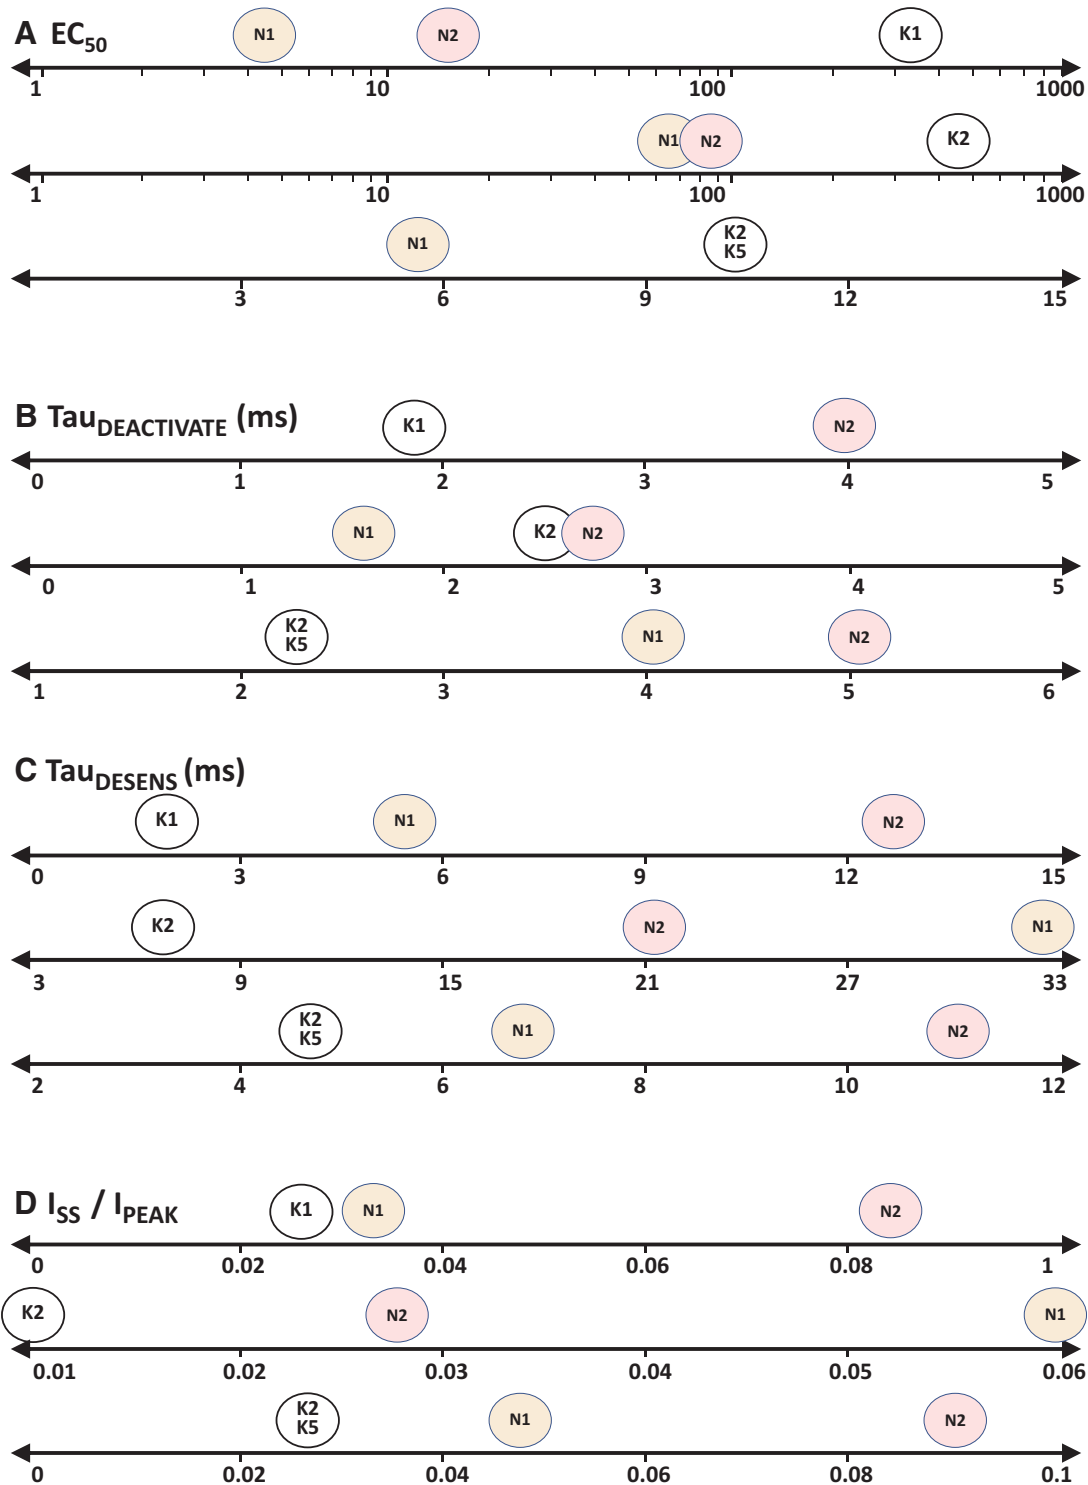 A EC50
N1 N2 K1
1 10 100 1000
N1 N2 K2
1 10 100 1000
N1 K2 K5
3 6 9 12 15
B TauDEACTIVATE (ms)
K1 N2
0 1 2 3 4 5
N1 K2 N2
0 1 2 3 4 5
K2 K5 N1 N2
1 2 3 4 5 6
C TauDESENS (ms)
K1 N1 N2
0 3 6 9 12 15
K2 N2 N1
3 9 15 21 27 33
K2 K5 N1 N2
2 4 6 8 10 12
D ISS / IPEAK
K1 N1 N2
0 0.02 0.04 0.06 0.08 1
K2 N2 N1
0.01 0.02 0.03 0.04 0.05 0.06
K2 K5 N1 N2
0 0.02 0.04 0.06 0.08 0.1